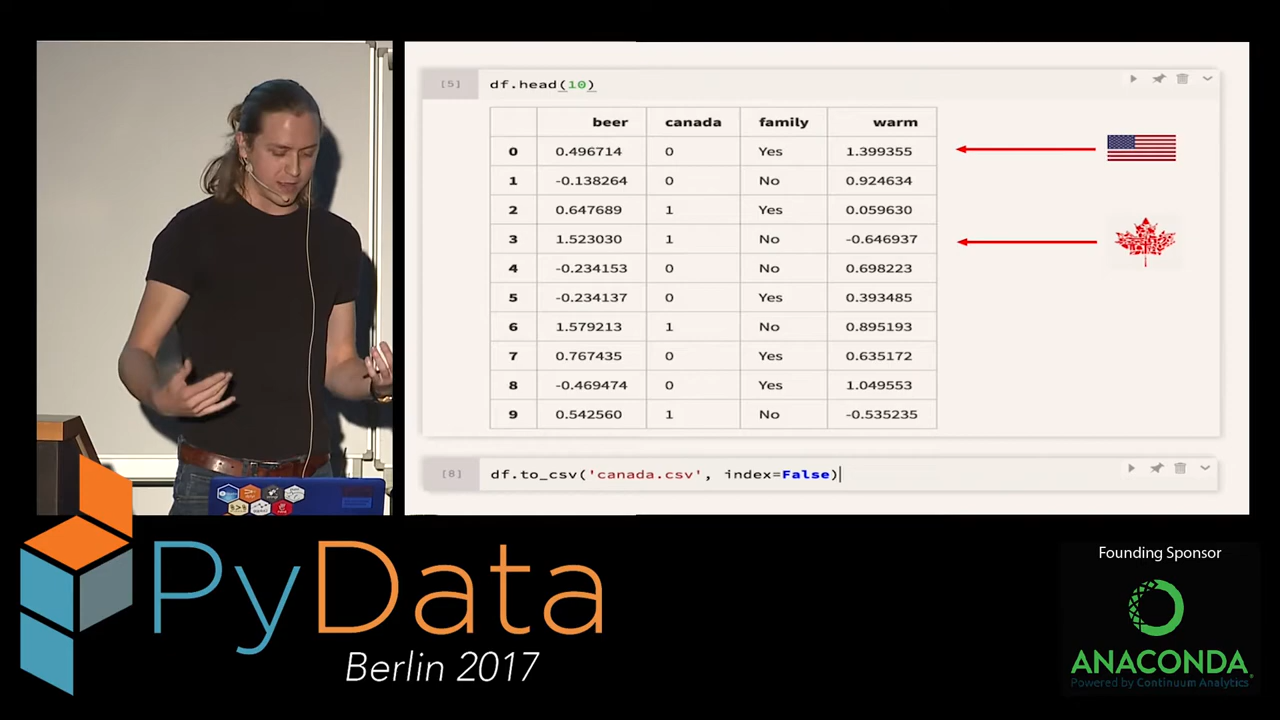 [5] df.head(10)
beer canada family warm
0 0.496714 0 Yes 1.399355
1 -0.138264 0 No 0.924634
2 0.647689 1 Yes 0.059630
3 1.523030 1 No -0.646937
4 -0.234153 0 No 0.698223
5 -0.234137 0 Yes 0.393485
6 1.579213 1 No 0.895193
7 0.767435 0 Yes 0.635172
8 -0.469474 0 Yes 1.049553
9 0.542560 1 No -0.535235
[8] df.to_csv('canada.csv', index=False)
PyData
Berlin 2017
Founding Sponsor
ANACONDA
Powered by Continuum Analytics